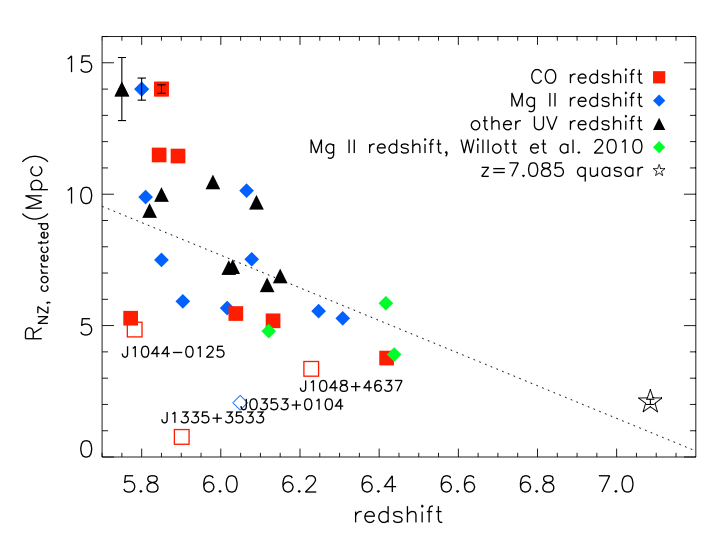 15
10
5
0
R_NZ, corrected(Mpc)
CO redshift
Mg II redshift
other UV redshift
Mg II redshift, Willott et al. 2010
z=7.085 quasar
J1044−0125
J1048+4637
J0353+0104
J1335+3533
5.8 6.0 6.2 6.4 6.6 6.8 7.0
redshift